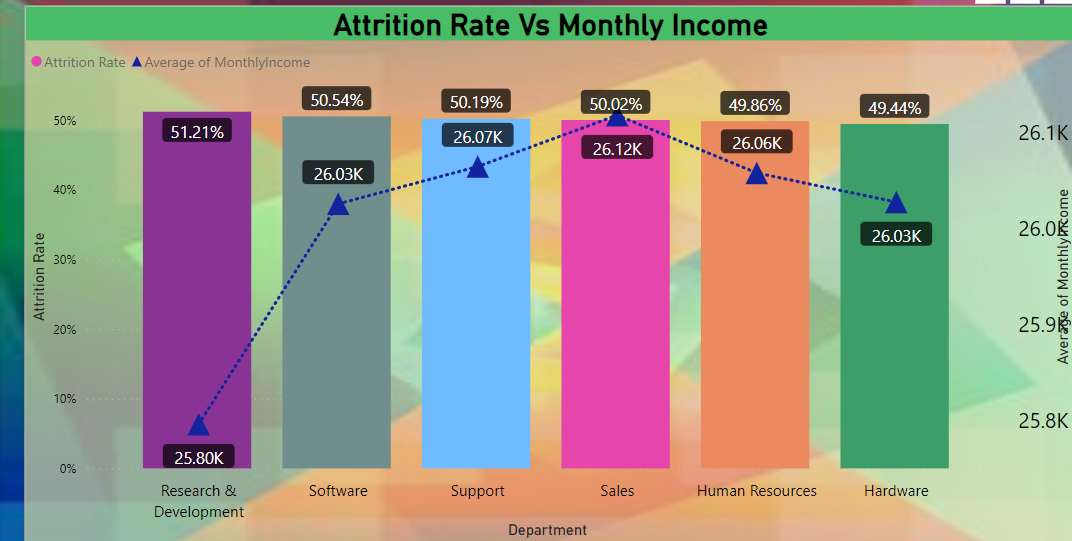 Attrition Rate Vs Monthly Income
Attrition Rate Average of MonthlyIncome
50.54% 50.19% 50.02% 49.86% 49.44%
51.21% 26.03K 26.07K 26.12K 26.06K 26.03K
25.80K
50%
40%
30%
20%
10%
0%
Attrition Rate
26.1K
26.0K
25.9K
25.8K
Average of MonthlyIncome
Research &
Development
Software
Support
Sales
Human Resources
Hardware
Department